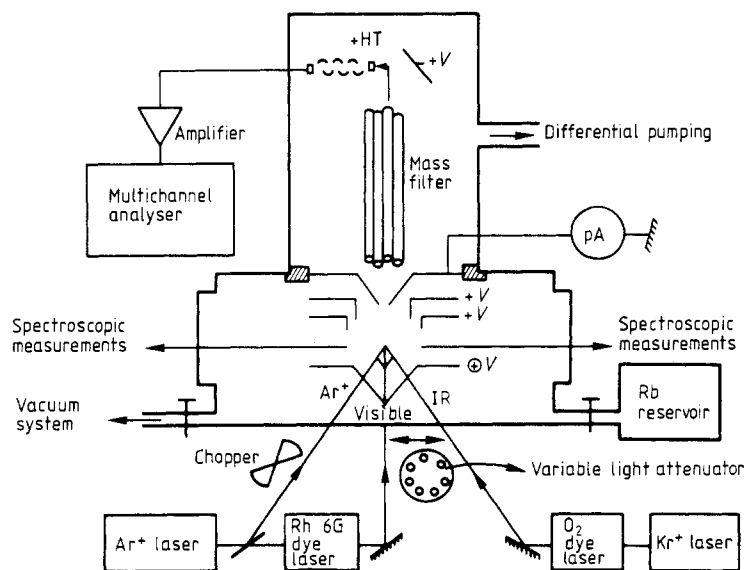 +HT
+V
Amplifier
Differential pumping
Mass
filter
Multichannel
analyser
pA
+V
+V
Spectroscopic
measurements
Spectroscopic
measurements
⊕V
Ar⁺
IR
Rb
reservoir
Vacuum
system
Visible
Chopper
Variable light attenuator
Ar⁺ laser
Rh 6G
dye
laser
O₂
dye
laser
Kr⁺ laser